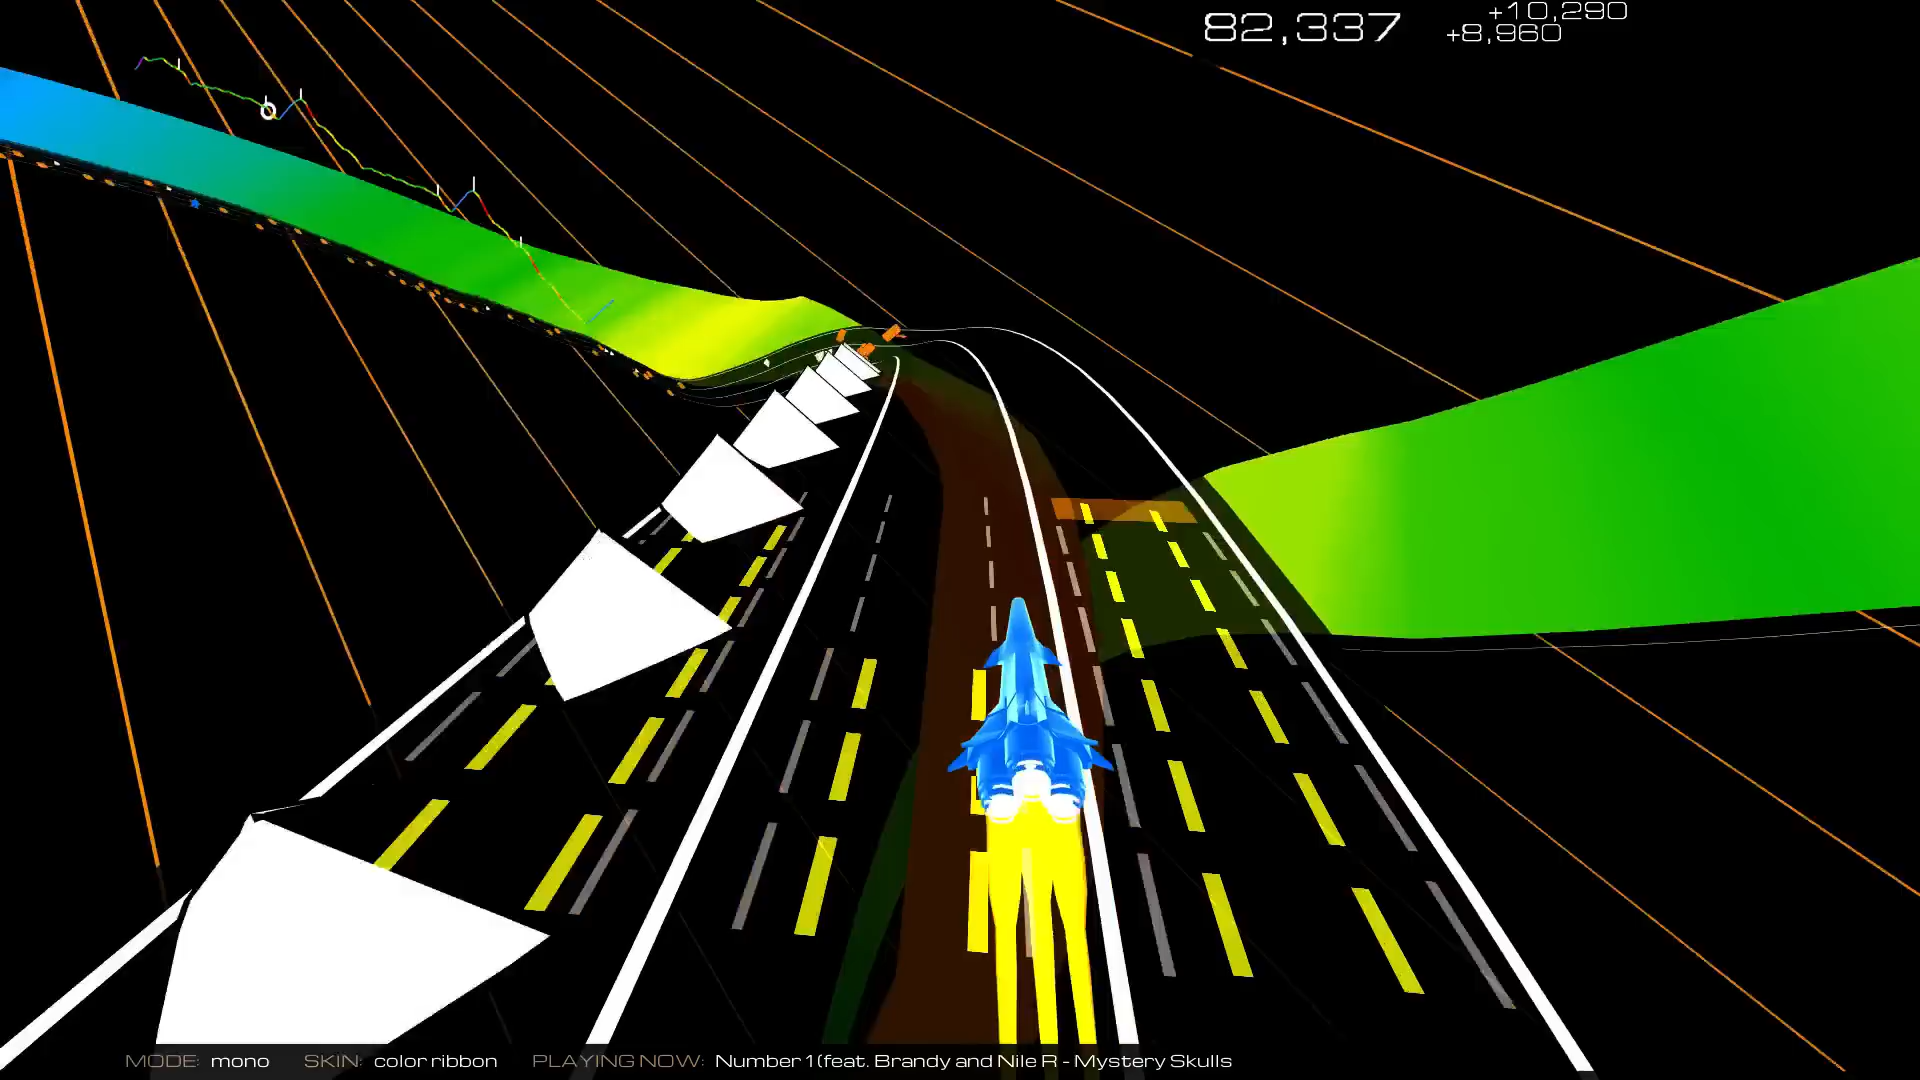 82,337
+10,290
+8,960
MODE: mono SKIN: color ribbon PLAYING NOW: Number 1 (feat. Brandy and Nile R - Mystery Skulls